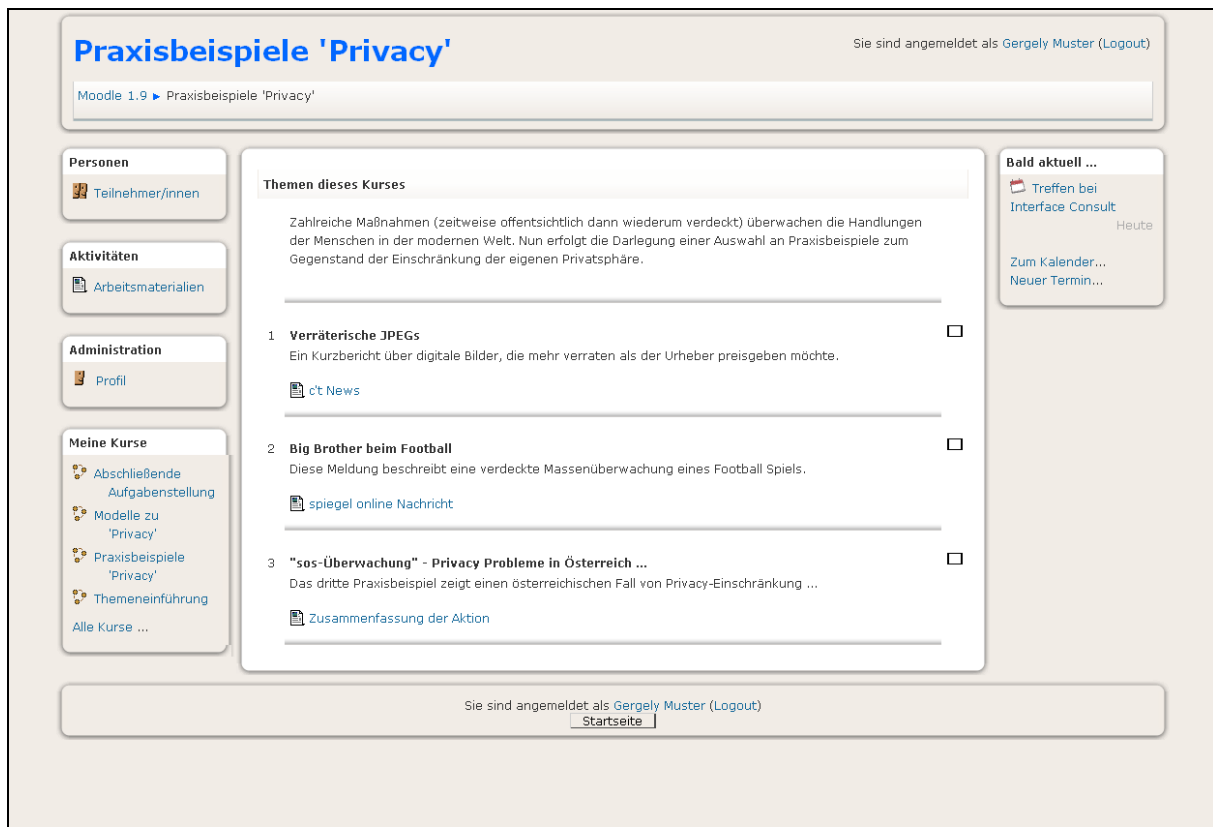 Praxisbeispiele 'Privacy'
Sie sind angemeldet als Gergely Muster (Logout)
Moodle 1.9 ► Praxisbeispiele 'Privacy'
Personen
Teilnehmer/innen
Aktivitäten
Arbeitsmaterialien
Administration
Profil
Meine Kurse
Abschließende
Aufgabenstellung
Modelle zu
'Privacy'
Praxisbeispiele
'Privacy'
Themeneinführung
Alle Kurse ...
Themen dieses Kurses
Zahlreiche Maßnahmen (zeitweise offentsichtlich dann wiederum verdeckt) überwachen die Handlungen
der Menschen in der modernen Welt. Nun erfolgt die Darlegung einer Auswahl an Praxisbeispiele zum
Gegenstand der Einschränkung der eigenen Privatsphäre.
1 Verräterische JPEGs
Ein Kurzbericht über digitale Bilder, die mehr verraten als der Urheber preisgeben möchte.
c't News
2 Big Brother beim Football
Diese Meldung beschreibt eine verdeckte Massenüberwachung eines Football Spiels.
spiegel online Nachricht
3 "sos-Überwachung" - Privacy Probleme in Österreich ...
Das dritte Praxisbeispiel zeigt einen österreichischen Fall von Privacy-Einschränkung ...
Zusammenfassung der Aktion
Bald aktuell ...
Treffen bei
Interface Consult
Heute
Zum Kalender...
Neuer Termin...
Sie sind angemeldet als Gergely Muster (Logout)
Startseite